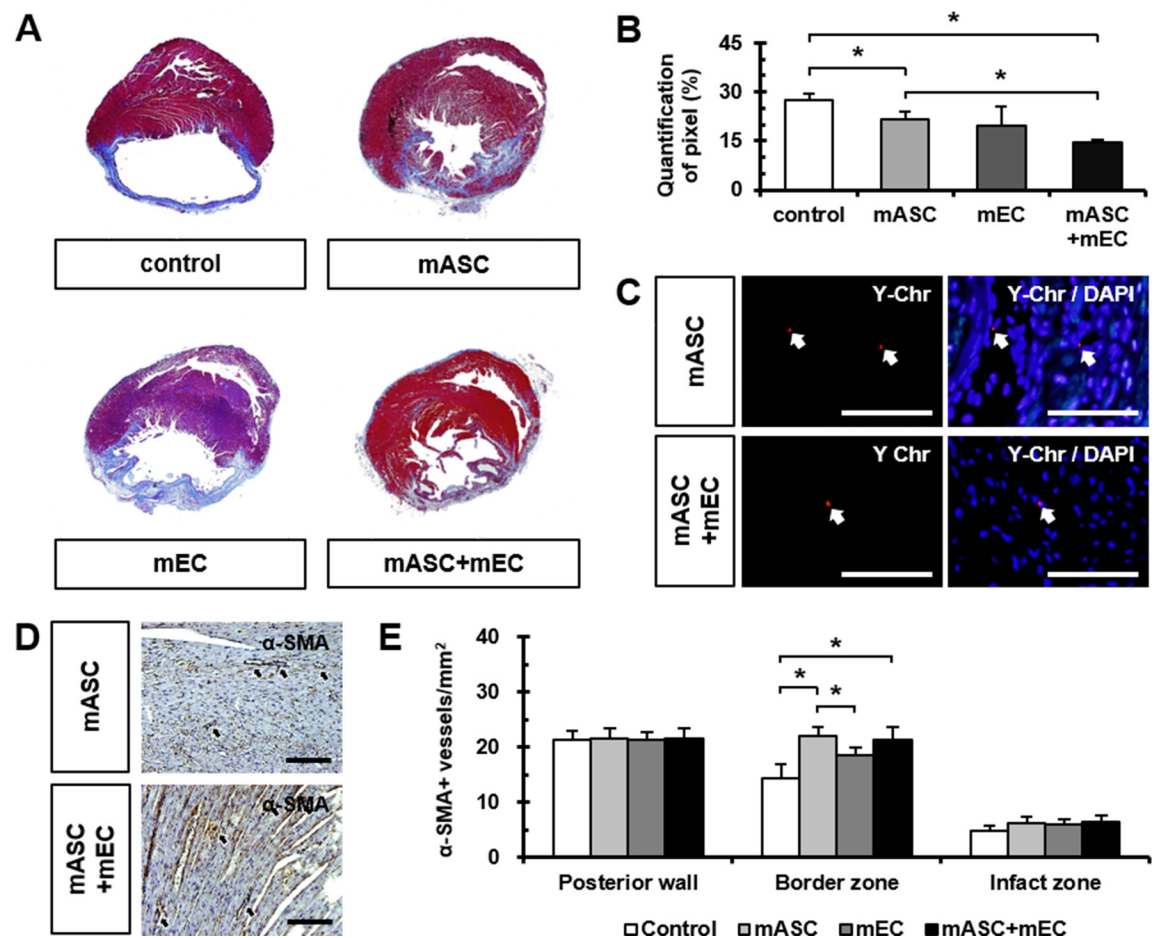 A
control
mASC
mEC
mASC+mEC
B
Quantification
of pixel (%)
45
30
15
0
*
*
*
control
mASC
mEC
mASC
+mEC
C
mASC
Y-Chr
Y-Chr / DAPI
mASC
+mEC
Y Chr
Y-Chr / DAPI
D
mASC
α-SMA
mASC
+mEC
α-SMA
E
α-SMA+ vessels/mm²
40
30
20
10
0
*
*
*
Posterior wall
Border zone
Infact zone
Control
mASC
mEC
mASC+mEC